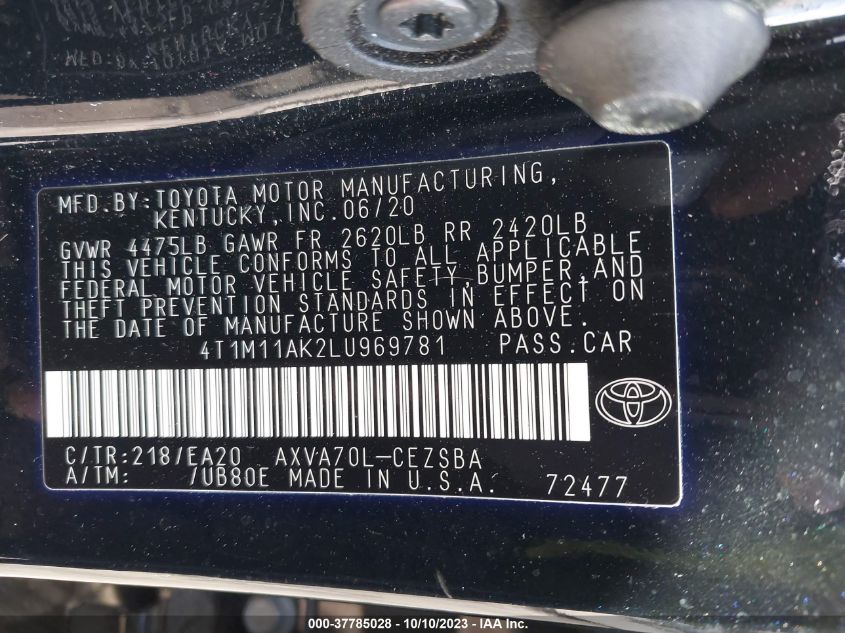 MFD.BY:TOYOTA MOTOR MANUFACTURING,
KENTUCKY,INC.06/20
GVWR 4475LB GAWR FR 2620LB RR 2420LB
THIS VEHICLE CONFORMS TO ALL APPLICABLE
FEDERAL MOTOR VEHICLE SAFETY,BUMPER,AND
THEFT PREVENTION STANDARDS IN EFFECT ON
THE DATE OF MANUFACTURE SHOWN ABOVE.
4T1M11AK2LU969781 PASS.CAR
C/TR:218/EA20 AXVA70L-CEZSBA
A/TM: /UB80E MADE IN U.S.A. 72477
000-37785028 - 10/10/2023 - IAA Inc.